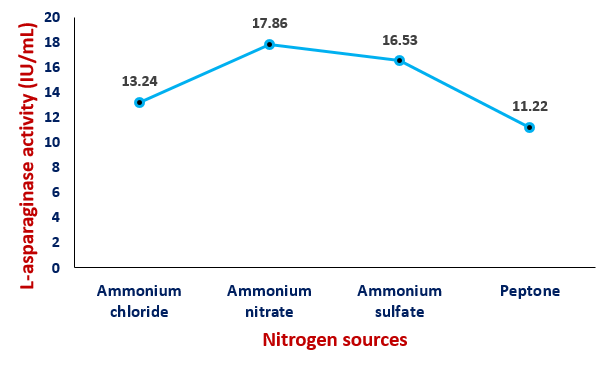 L-asparaginase activity (IU/mL)
20
18
16
14
12
10
8
6
4
2
0
13.24
17.86
16.53
11.22
Ammonium
chloride
Ammonium
nitrate
Ammonium
sulfate
Peptone
Nitrogen sources